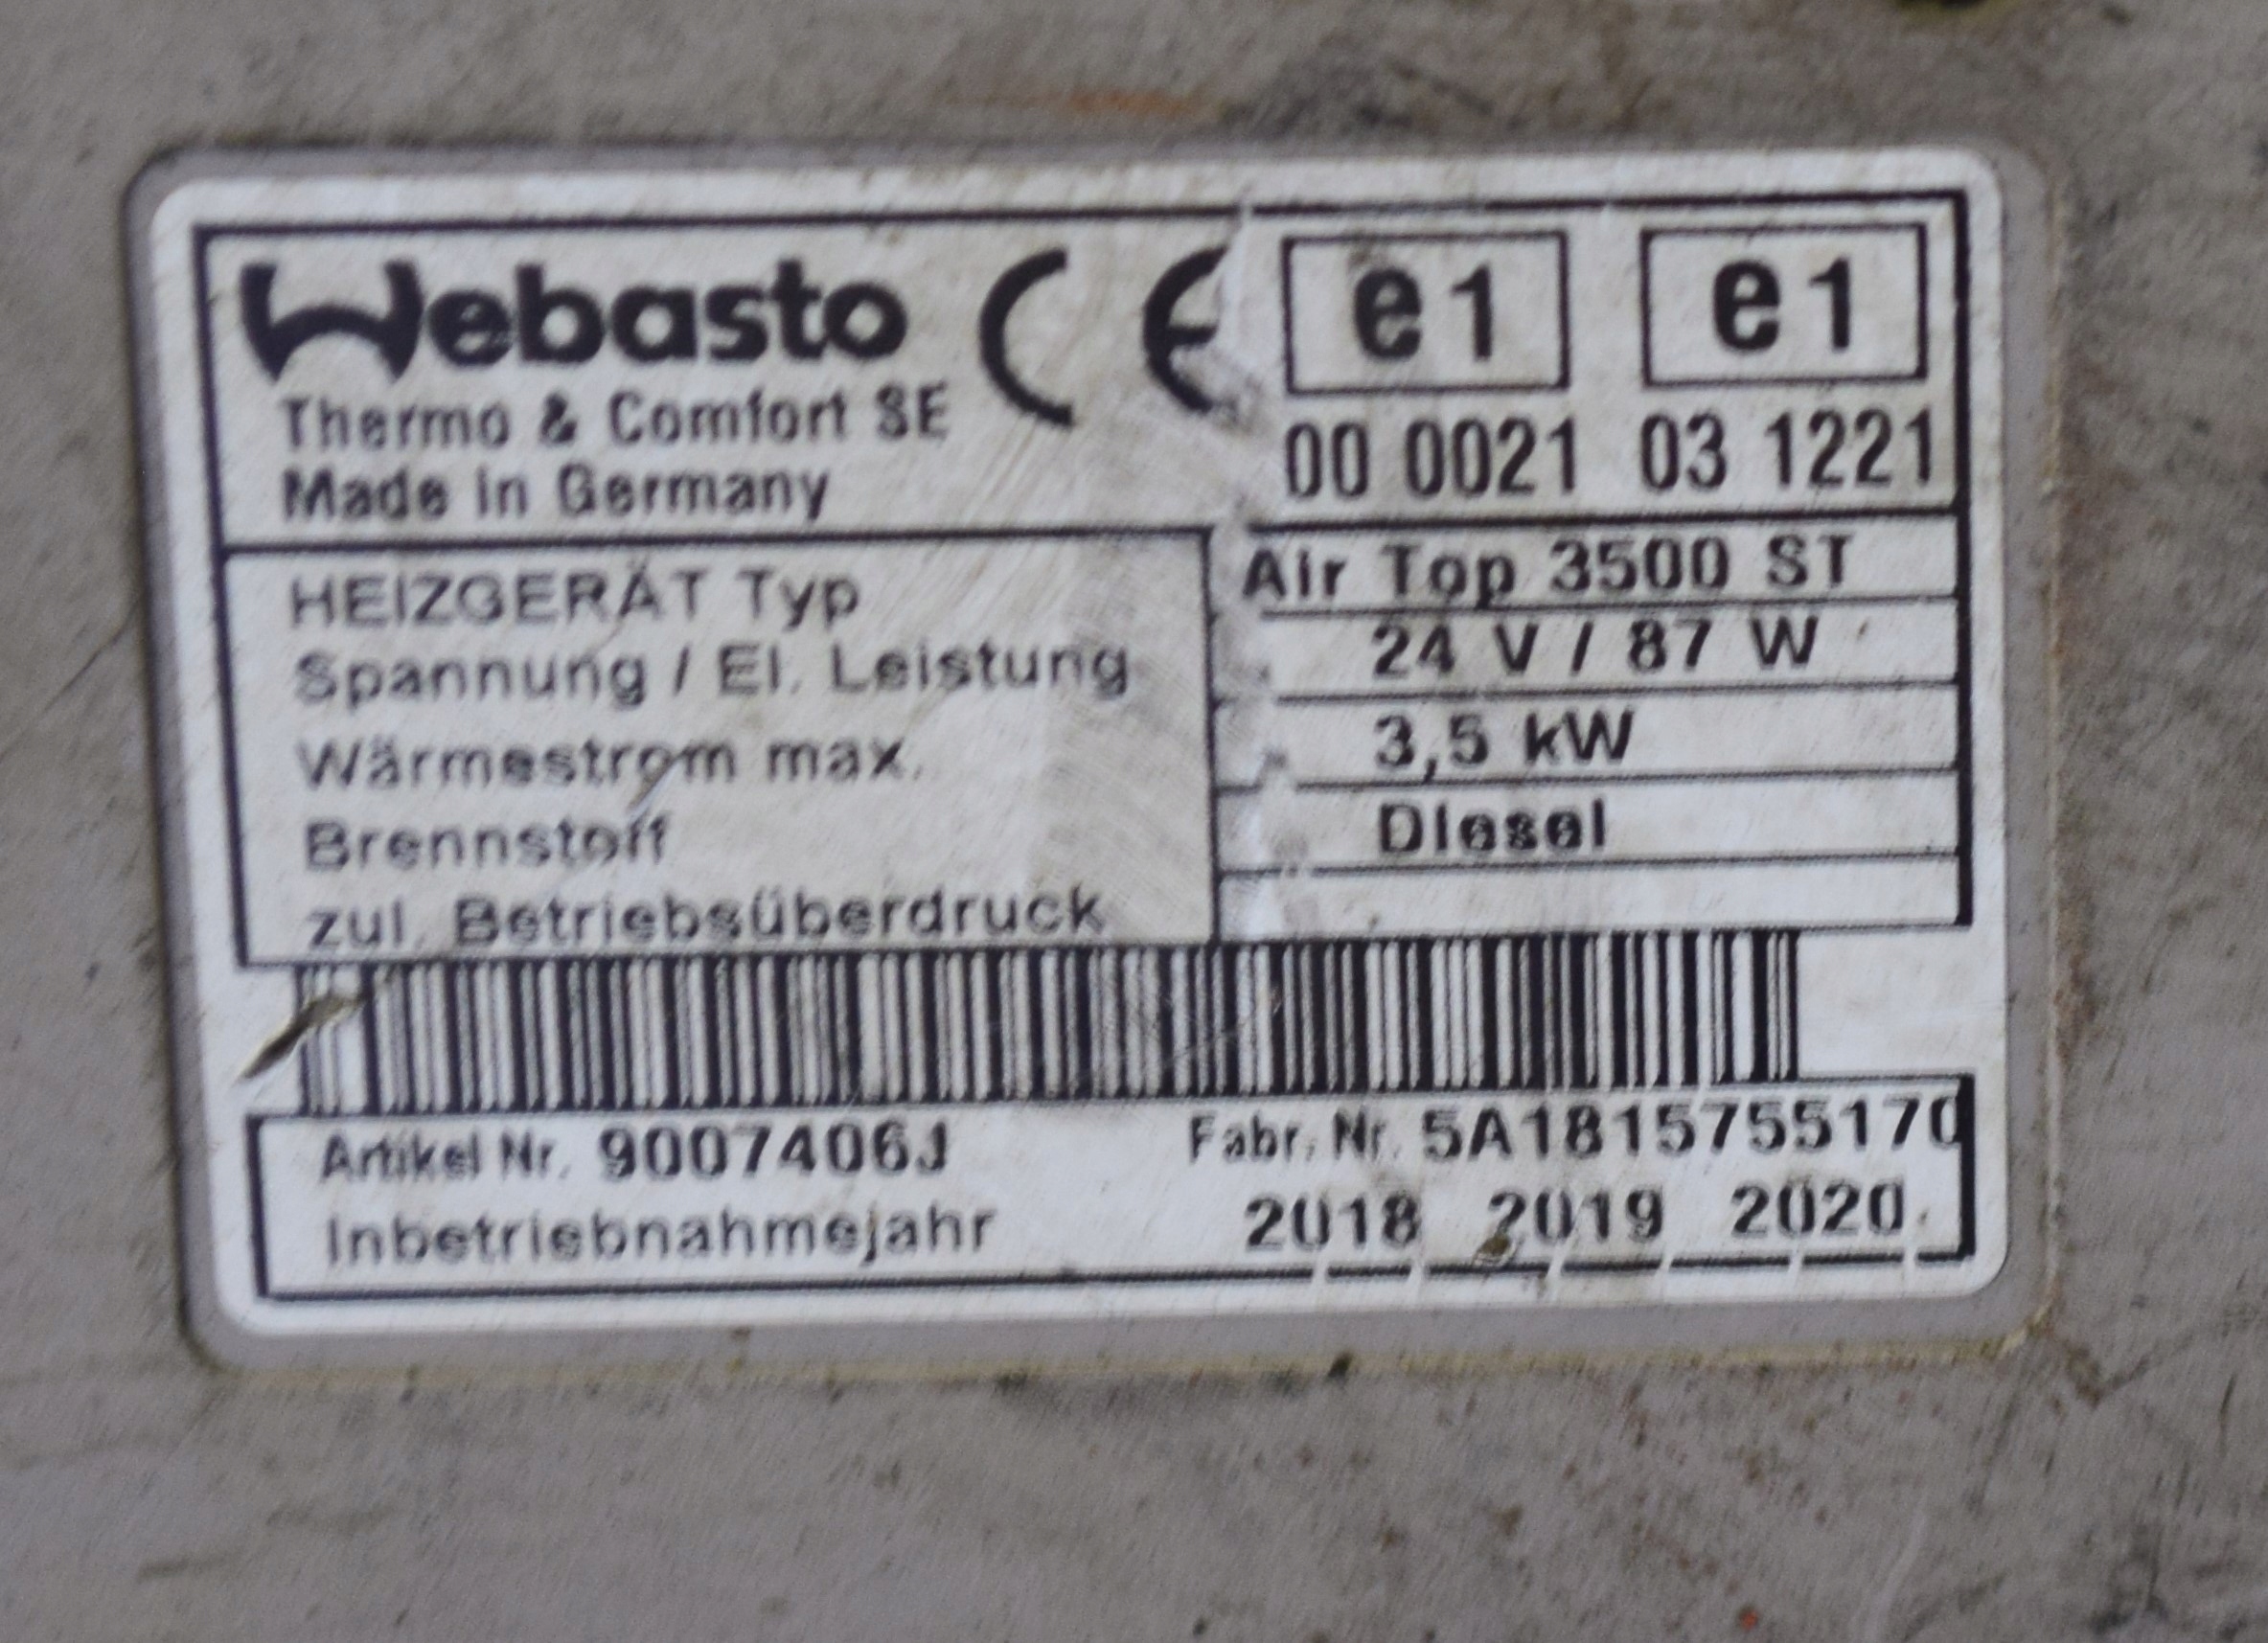 Webasto CE e1 e1
Thermo & Comfort SE 00 0021 03 1221
Made in Germany
HEIZGERÄT Typ Air Top 3500 ST
Spannung / El. Leistung 24 V / 87 W
Wärmestrom max. 3,5 kW
Brennstoff Diesel
zul. Betriebsüberdruck
Artikel Nr. 9007406J Fabr. Nr. 5A1815755170
Inbetriebnahmejahr 2018 2019 2020